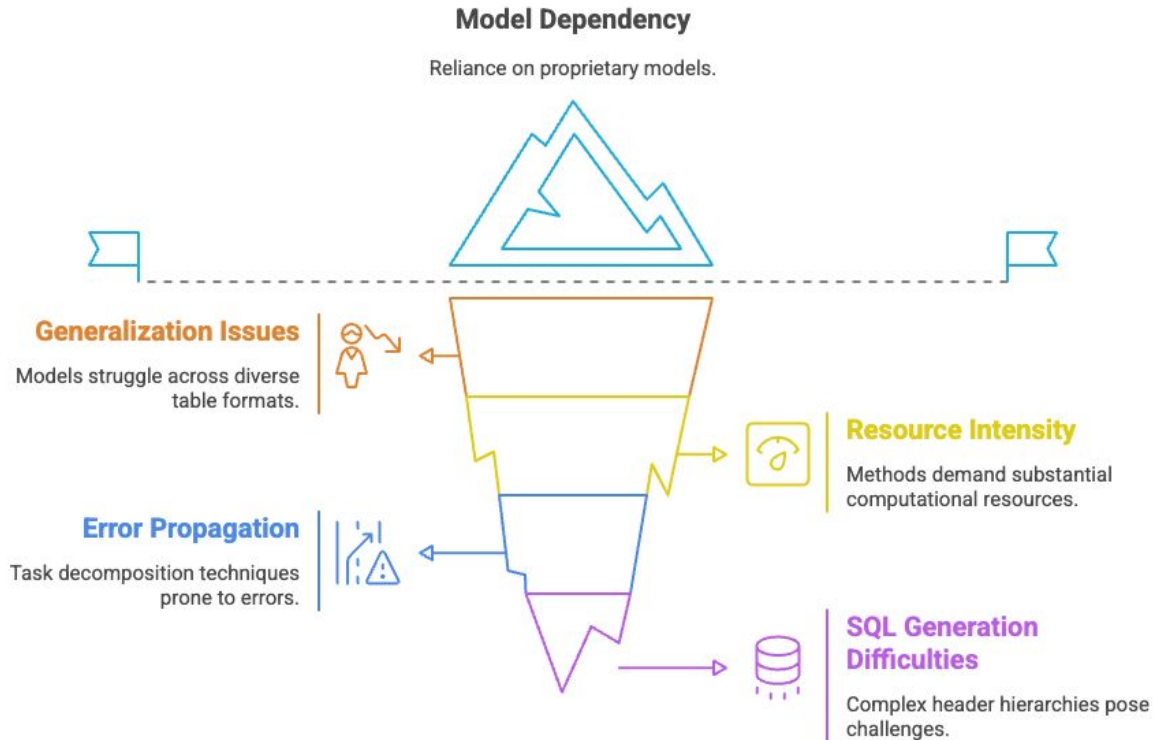 Model Dependency
Reliance on proprietary models.
Generalization Issues
Models struggle across diverse
table formats.
Resource Intensity
Methods demand substantial
computational resources.
Error Propagation
Task decomposition techniques
prone to errors.
SQL Generation
Difficulties
Complex header hierarchies pose
challenges.